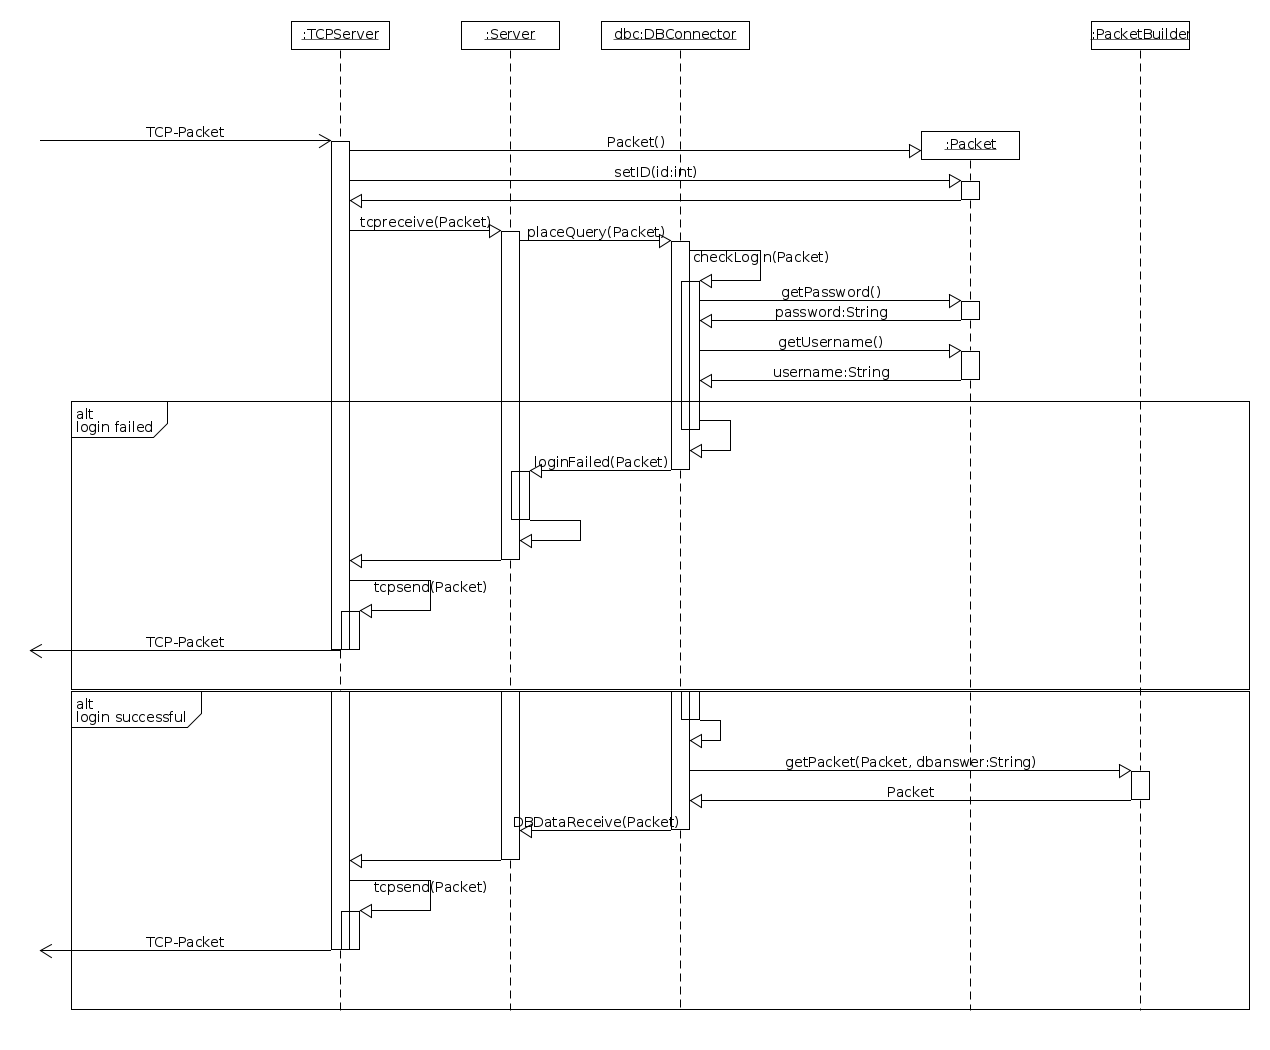 :TCPServer
:Server
dbc:DBConnector
:PacketBuilder
TCP-Packet
Packet()
:Packet
setID(id:int)
tcpreceive(Packet)
placeQuery(Packet)
checkLogin(Packet)
getPassword()
password:String
getUsername()
username:String
alt
login failed
loginFailed(Packet)
tcpsend(Packet)
TCP-Packet
alt
login successful
getPacket(Packet, dbanswer:String)
Packet
DBDataReceive(Packet)
tcpsend(Packet)
TCP-Packet